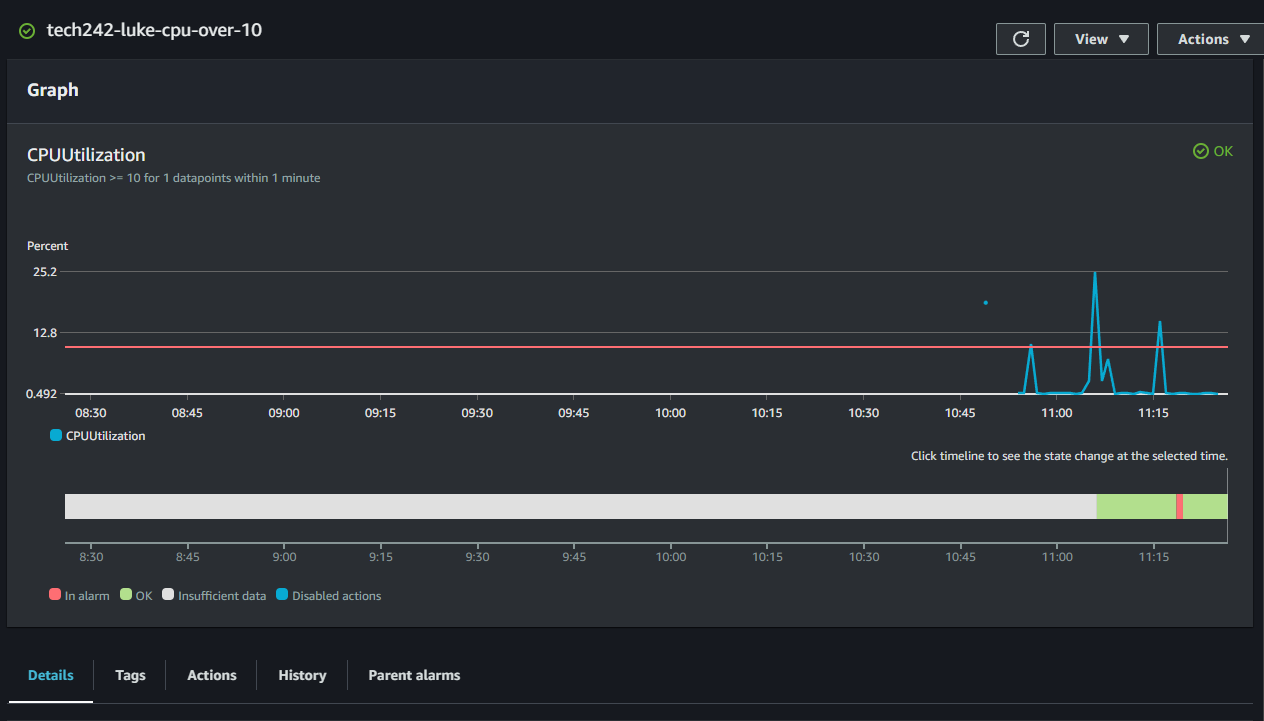 tech242-luke-cpu-over-10
View
Actions
Graph
CPUUtilization
OK
CPUUtilization >= 10 for 1 datapoints within 1 minute
Percent
25.2
12.8
0.492
08:30 08:45 09:00 09:15 09:30 09:45 10:00 10:15 10:30 10:45 11:00 11:15
CPUUtilization
Click timeline to see the state change at the selected time.
8:30 8:45 9:00 9:15 9:30 9:45 10:00 10:15 10:30 10:45 11:00 11:15
In alarm OK Insufficient data Disabled actions
Details Tags Actions History Parent alarms